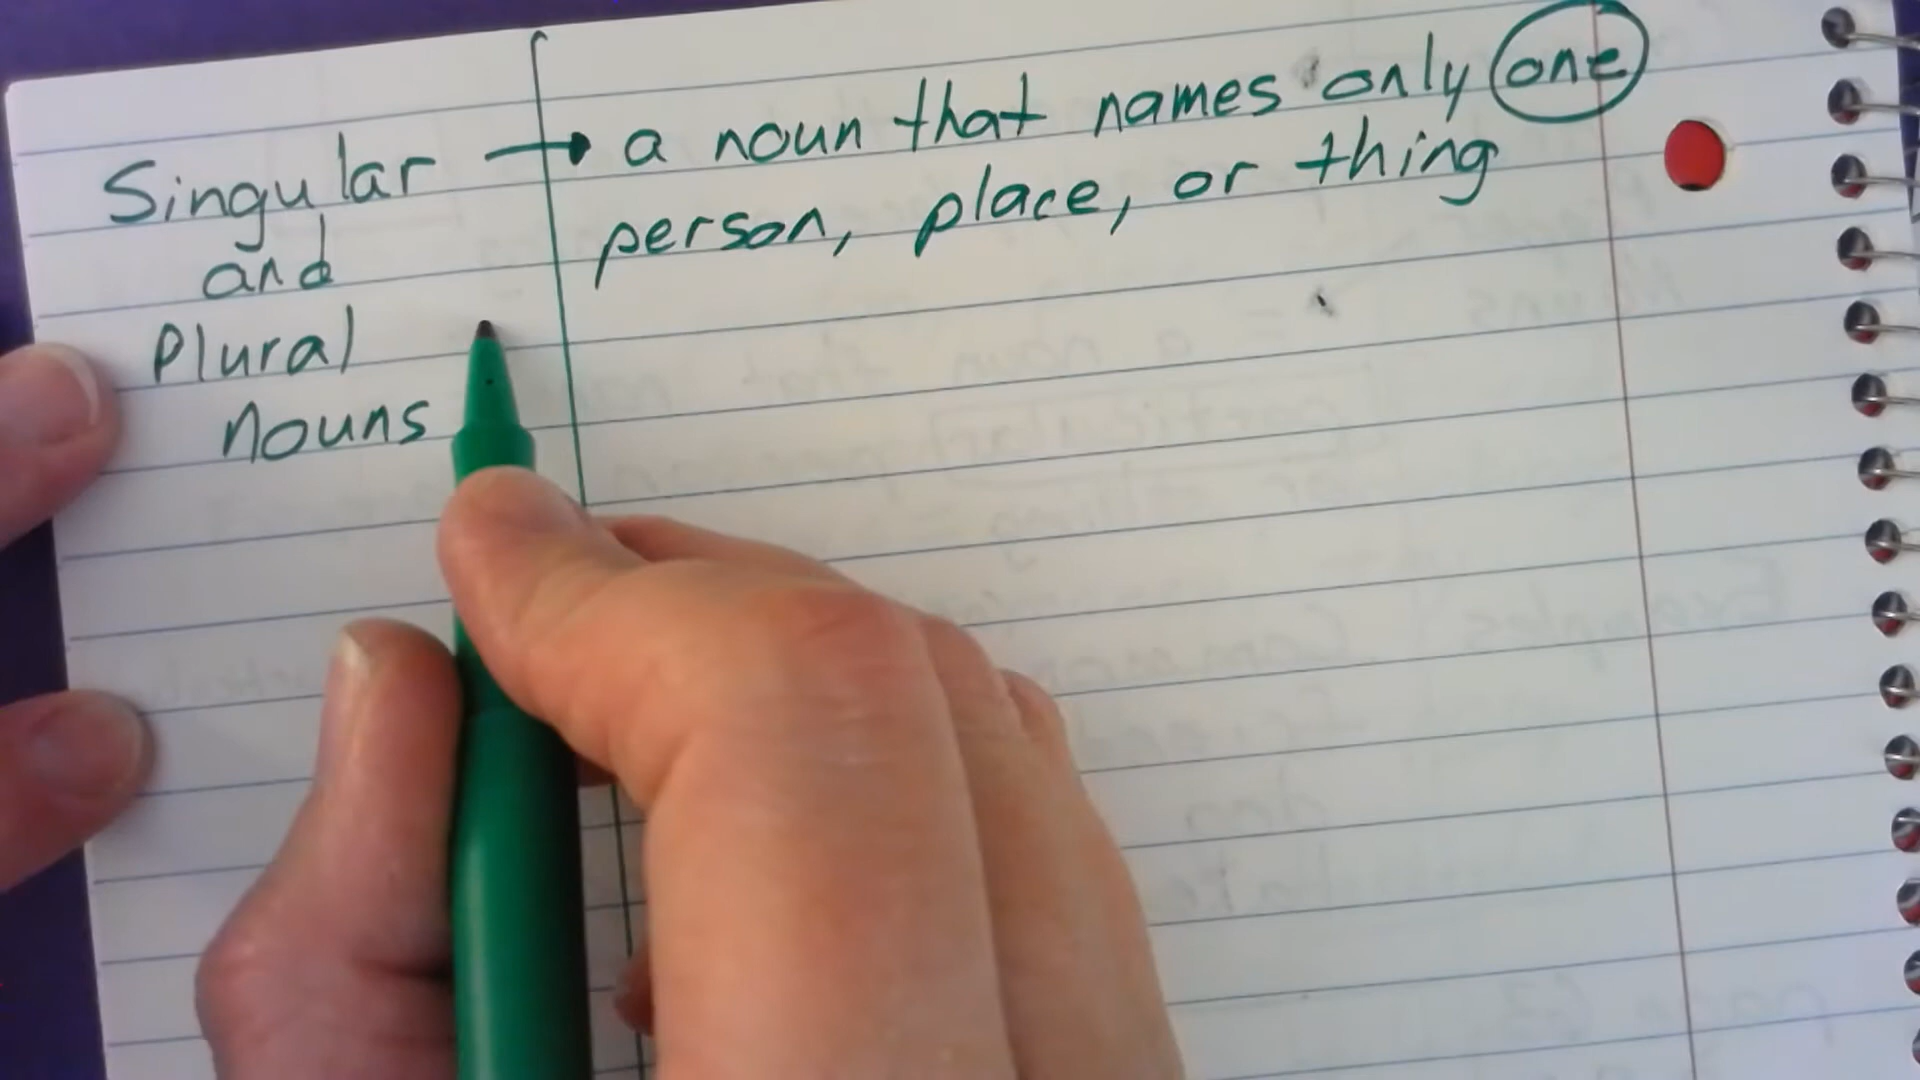 Singular → a noun that names only one
person, place, or thing
and
Plural
nouns